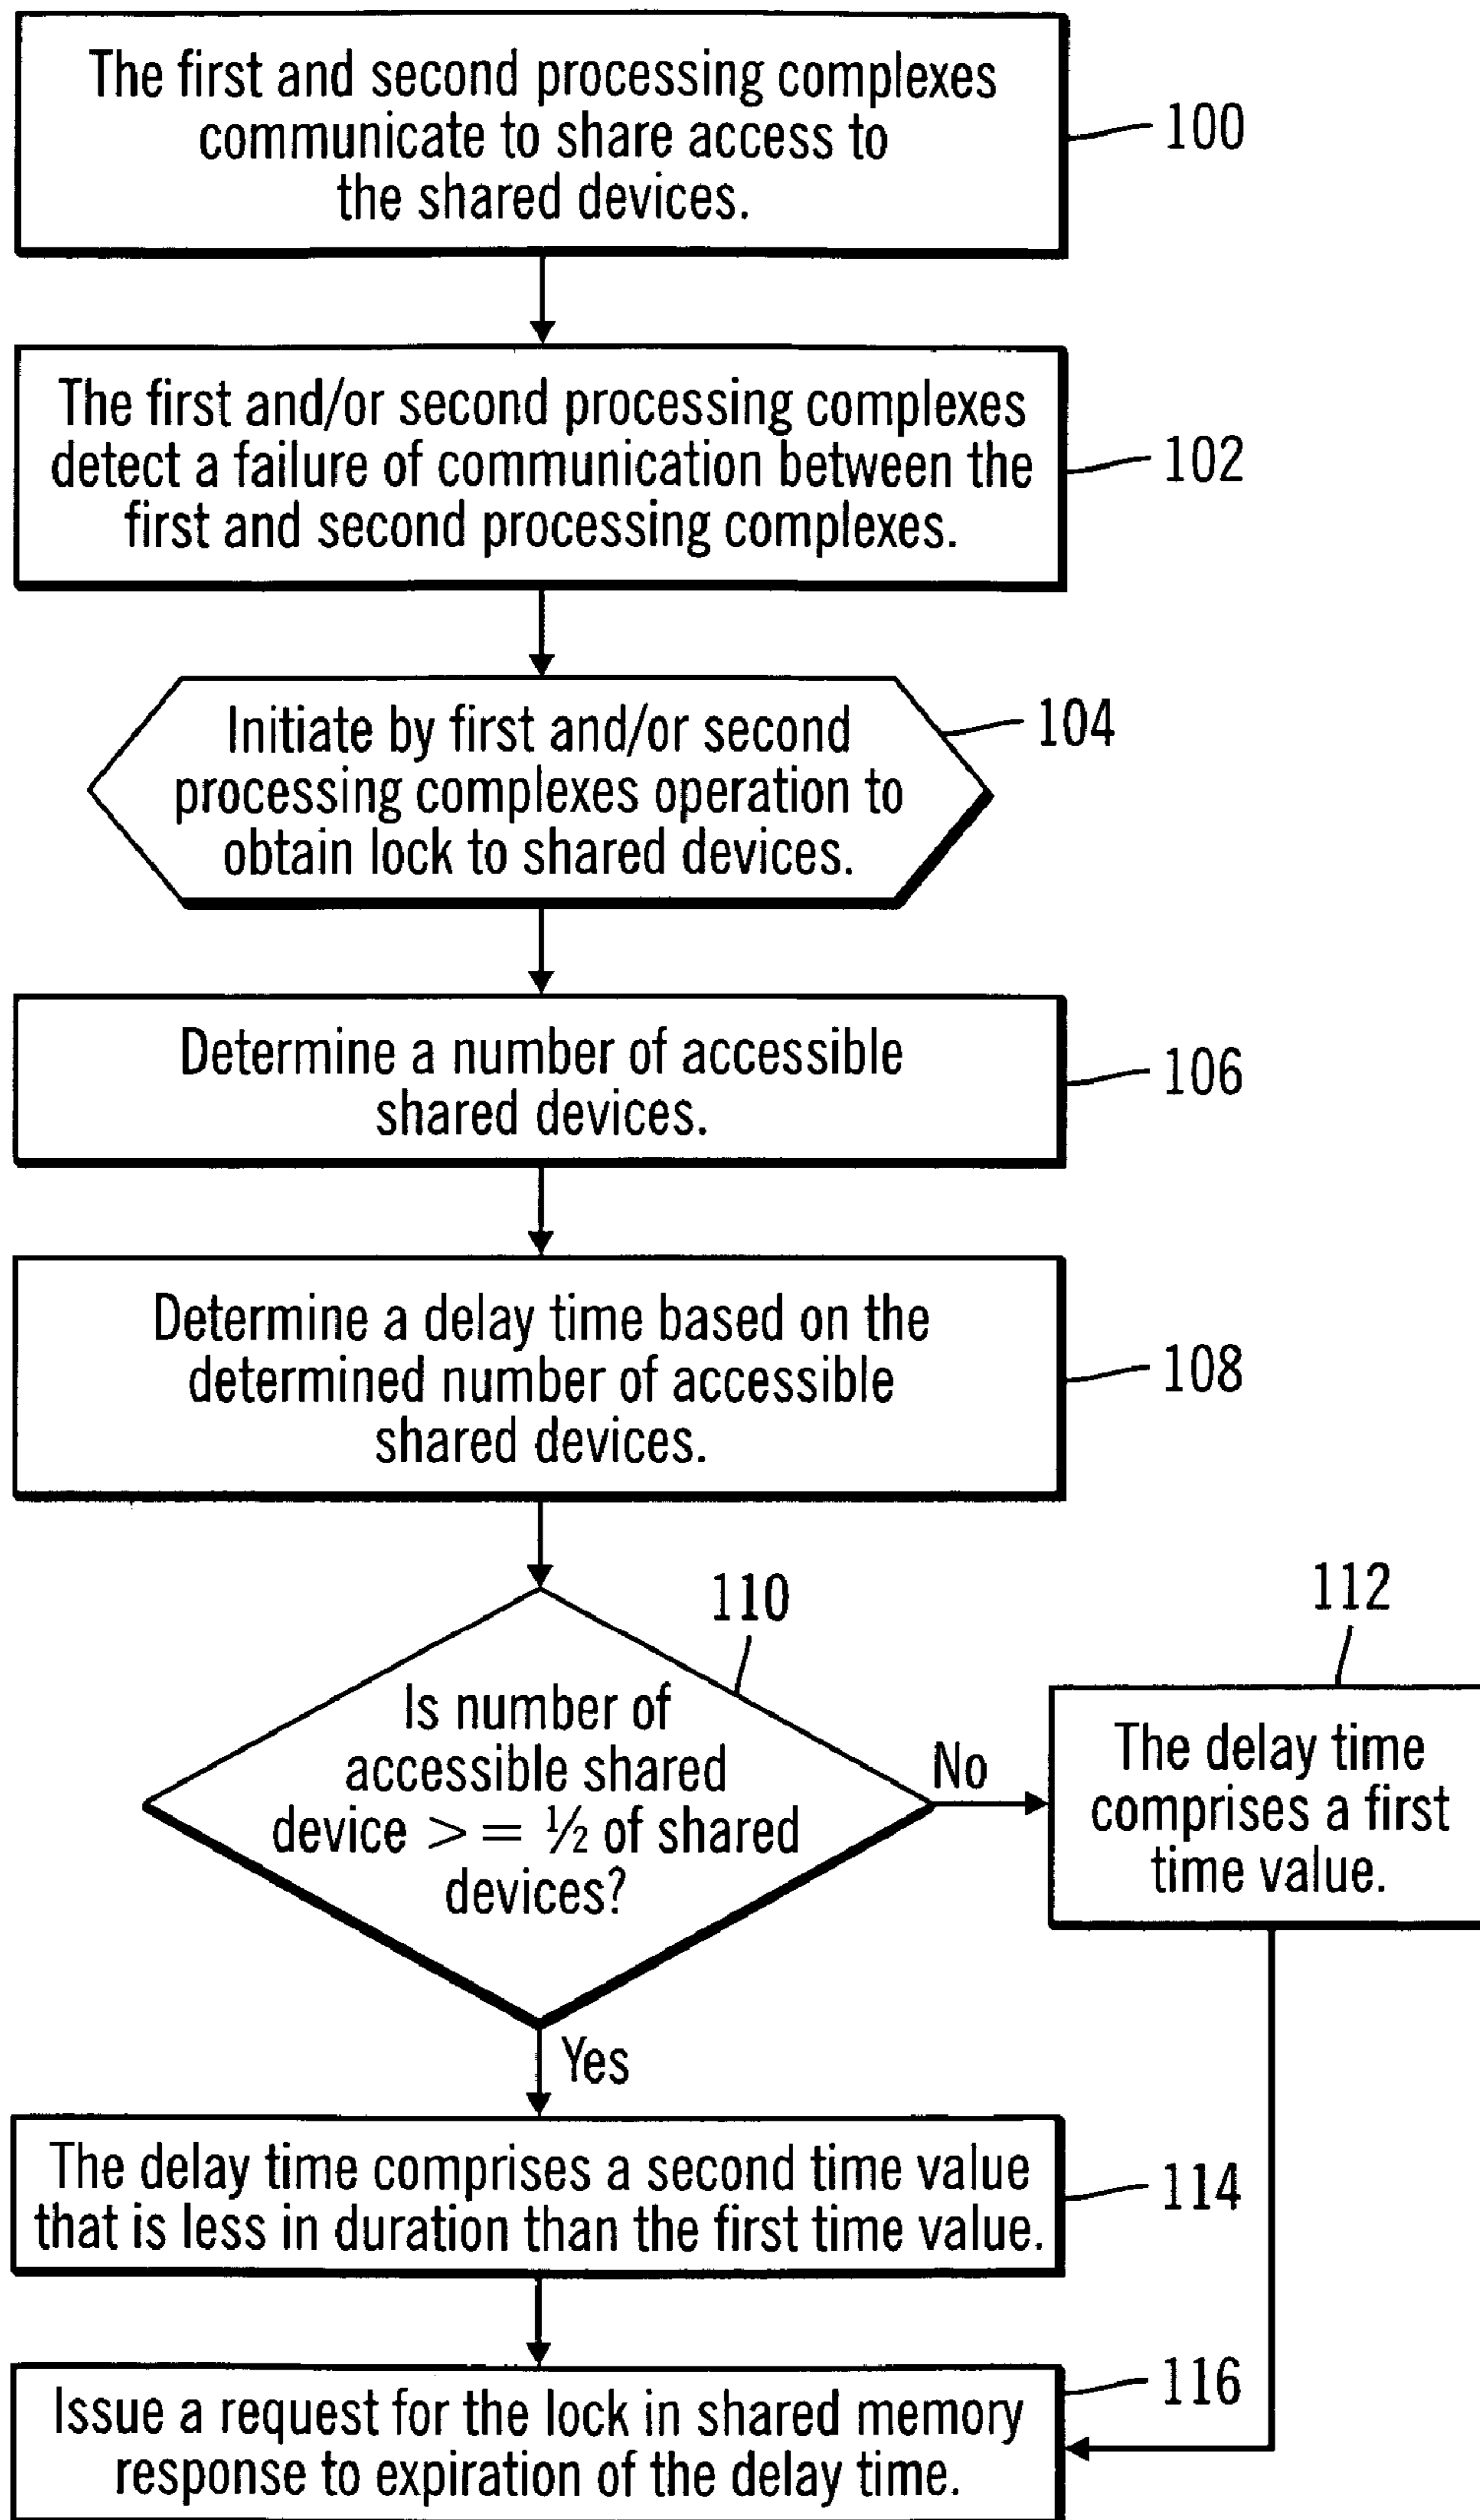 The first and second processing complexes
communicate to share access to
the shared devices.
100
The first and/or second processing complexes
detect a failure of communication between the
first and second processing complexes.
102
Initiate by first and/or second
processing complexes operation to
obtain lock to shared devices.
104
Determine a number of accessible
shared devices.
106
Determine a delay time based on the
determined number of accessible
shared devices.
108
110
Is number of
accessible shared
device >= ½ of shared
devices?
No
112
The delay time
comprises a first
time value.
Yes
The delay time comprises a second time value
that is less in duration than the first time value.
114
Issue a request for the lock in shared memory
response to expiration of the delay time.
116